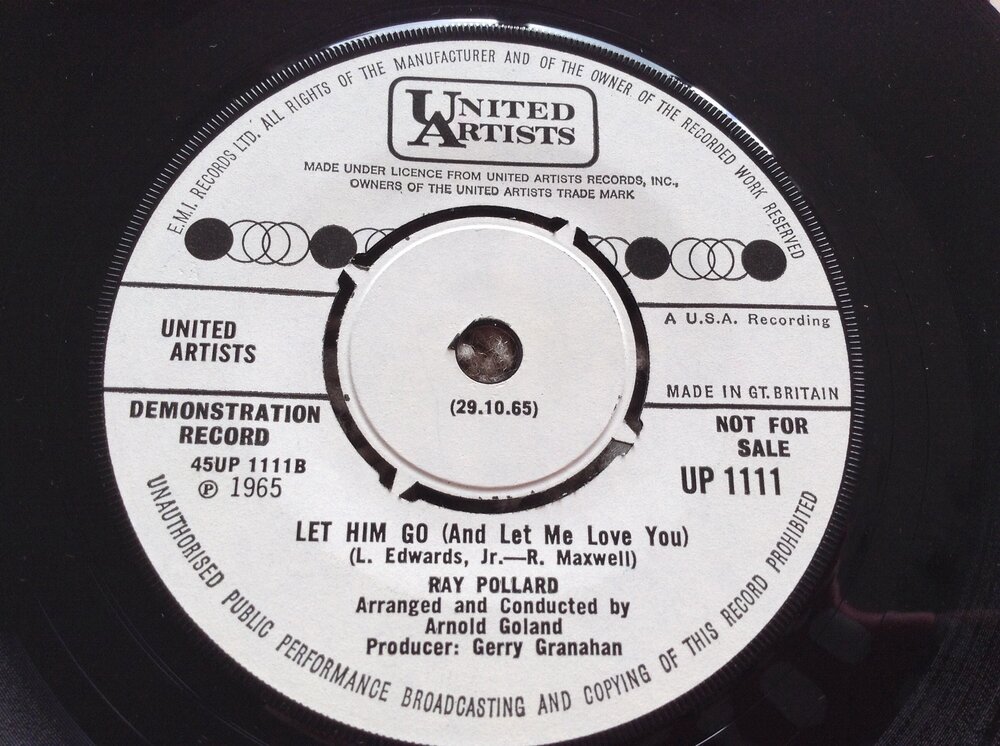 E.M.I. RECORDS LTD. ALL RIGHTS OF THE MANUFACTURER AND OF THE OWNER OF THE RECORDED WORK RESERVED
UNITED
ARTISTS
MADE UNDER LICENCE FROM UNITED ARTISTS RECORDS, INC.,
OWNERS OF THE UNITED ARTISTS TRADE MARK
UNITED
ARTISTS
A U.S.A. Recording
MADE IN GT. BRITAIN
DEMONSTRATION
RECORD
45UP 1111B
℗ 1965
(29.10.65)
NOT FOR
SALE
UP 1111
LET HIM GO (And Let Me Love You)
(L. Edwards, Jr.—R. Maxwell)
RAY POLLARD
Arranged and Conducted by
Arnold Goland
Producer: Gerry Granahan
UNAUTHORISED PUBLIC PERFORMANCE BROADCASTING AND COPYING OF THIS RECORD PROHIBITED